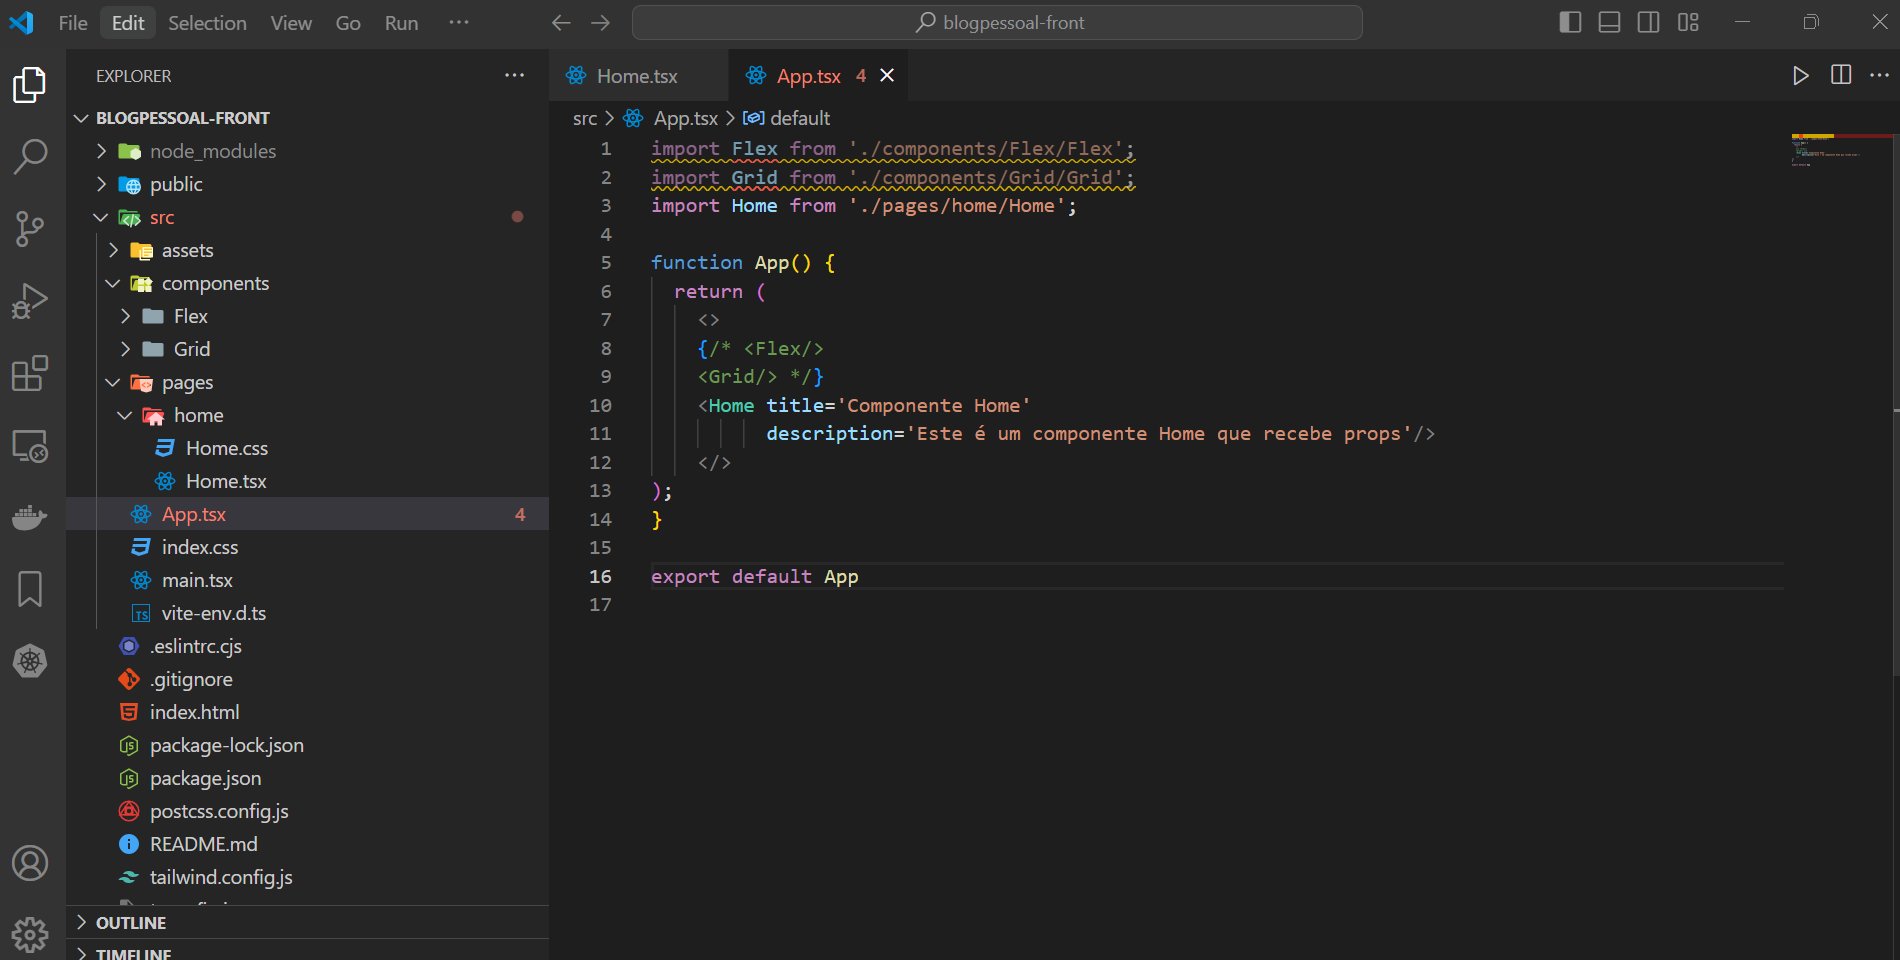 File Edit Selection View Go Run ··· blogpessoal-front
EXPLORER ···
BLOGPESSOAL-FRONT
node_modules
public
src
assets
components
Flex
Grid
pages
home
Home.css
Home.tsx
App.tsx 4
index.css
main.tsx
TS vite-env.d.ts
.eslintrc.cjs
.gitignore
index.html
package-lock.json
package.json
postcss.config.js
README.md
tailwind.config.js
OUTLINE
TIMELINE
Home.tsx App.tsx 4
src > App.tsx > default
1 import Flex from './components/Flex/Flex';
2 import Grid from './components/Grid/Grid';
3 import Home from './pages/home/Home';
4
5 function App() {
6 return (
7 <>
8 {/* <Flex/>
9 <Grid/> */}
10 <Home title='Componente Home'
11 description='Este é um componente Home que recebe props'/>
12 </>
13 );
14 }
15
16 export default App
17